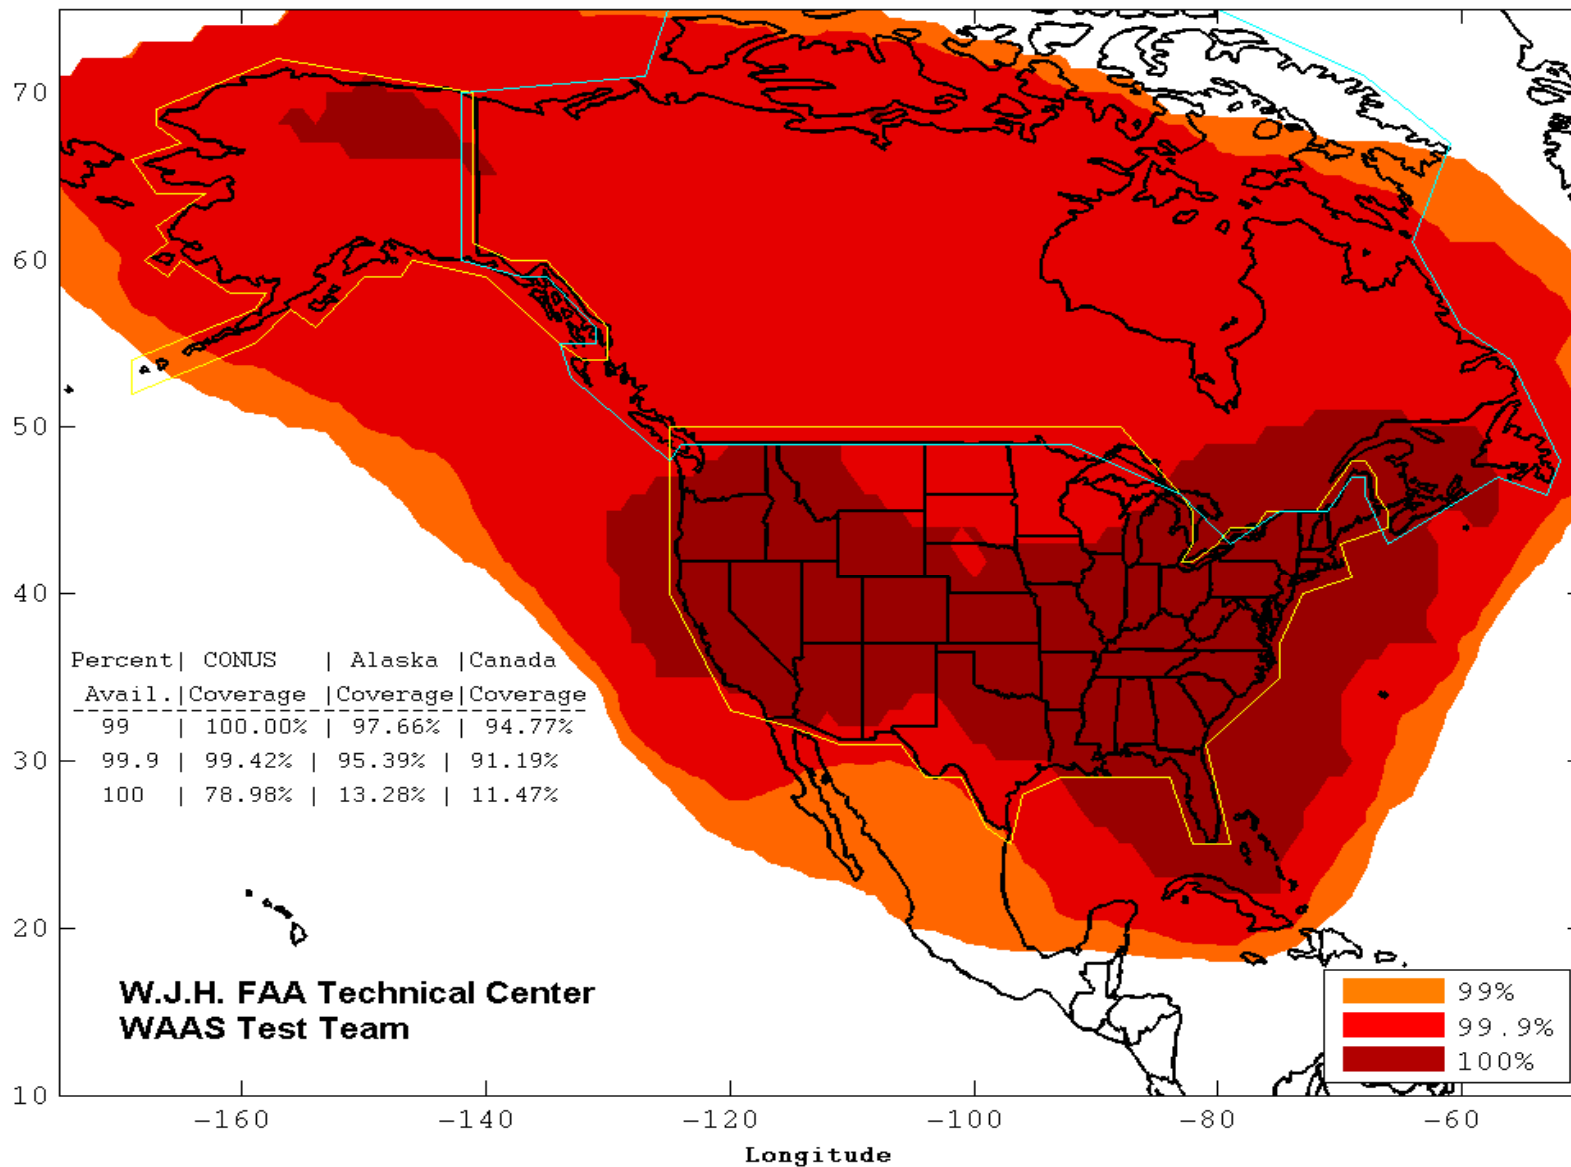 70
60
50
40
30
20
10
Percent| CONUS | Alaska |Canada
Avail.|Coverage |Coverage|Coverage
99 | 100.00% | 97.66% | 94.77%
99.9 | 99.42% | 95.39% | 91.19%
100 | 78.98% | 13.28% | 11.47%
W.J.H. FAA Technical Center
WAAS Test Team
99%
99.9%
100%
-160 -140 -120 -100 -80 -60
Longitude